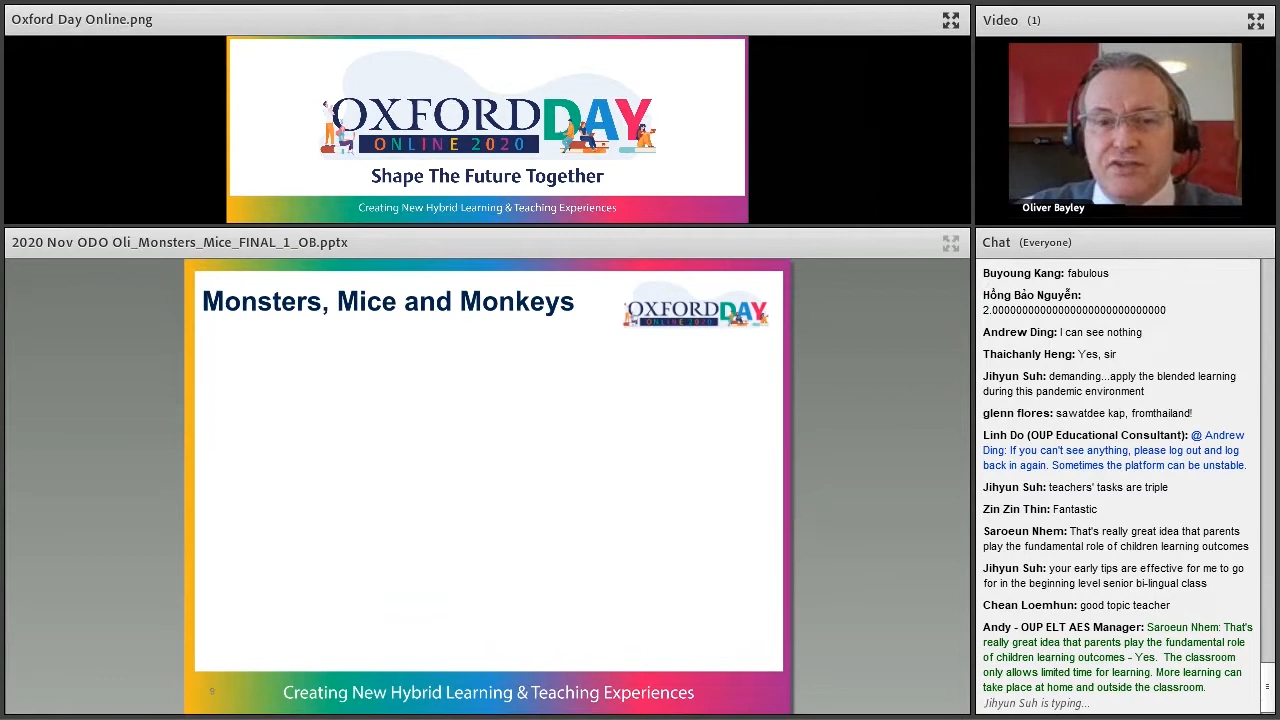 Oxford Day Online.png
OXFORD DAY
ONLINE 2020
Shape The Future Together
Creating New Hybrid Learning & Teaching Experiences
Video (1)
Oliver Bayley
2020 Nov ODO Oli_Monsters_Mice_FINAL_1_OB.pptx
Monsters, Mice and Monkeys
OXFORD DAY
ONLINE 2020
9
Creating New Hybrid Learning & Teaching Experiences
Chat (Everyone)
Buyoung Kang: fabulous
Hồng Bảo Nguyễn:
2.00000000000000000000000000000
Andrew Ding: I can see nothing
Thaichanly Heng: Yes, sir
Jihyun Suh: demanding...apply the blended learning
during this pandemic environment
glenn flores: sawatdee kap, fromthailand!
Linh Do (OUP Educational Consultant): @ Andrew
Ding: If you can't see anything, please log out and log
back in again. Sometimes the platform can be unstable.
Jihyun Suh: teachers' tasks are triple
Zin Zin Thin: Fantastic
Saroeun Nhem: That's really great idea that parents
play the fundamental role of children learning outcomes
Jihyun Suh: your early tips are effective for me to go
for in the beginning level senior bi-lingual class
Chean Loemhun: good topic teacher
Andy - OUP ELT AES Manager: Saroeun Nhem: That's
really great idea that parents play the fundamental role
of children learning outcomes - Yes. The classroom
only allows limited time for learning. More learning can
take place at home and outside the classroom.
Jihyun Suh is typing...